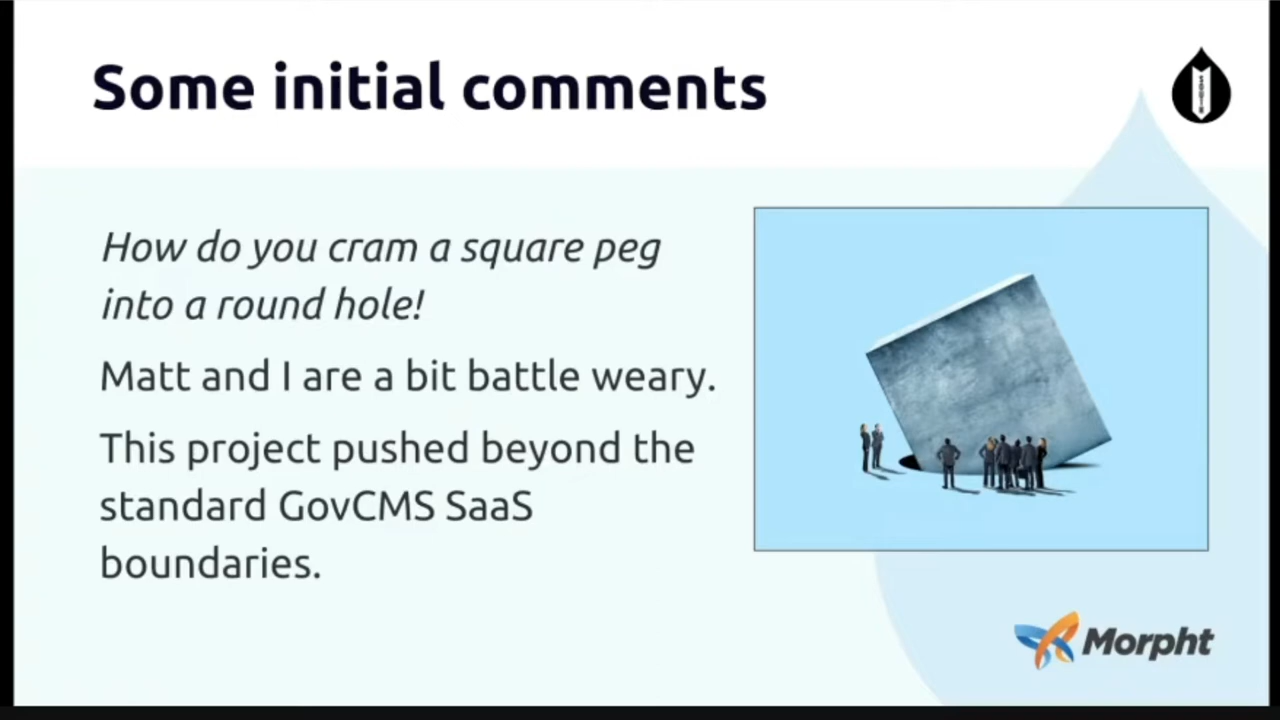 Some initial comments
SOUTH
How do you cram a square peg
into a round hole!
Matt and I are a bit battle weary.
This project pushed beyond the
standard GovCMS SaaS
boundaries.
Morpht